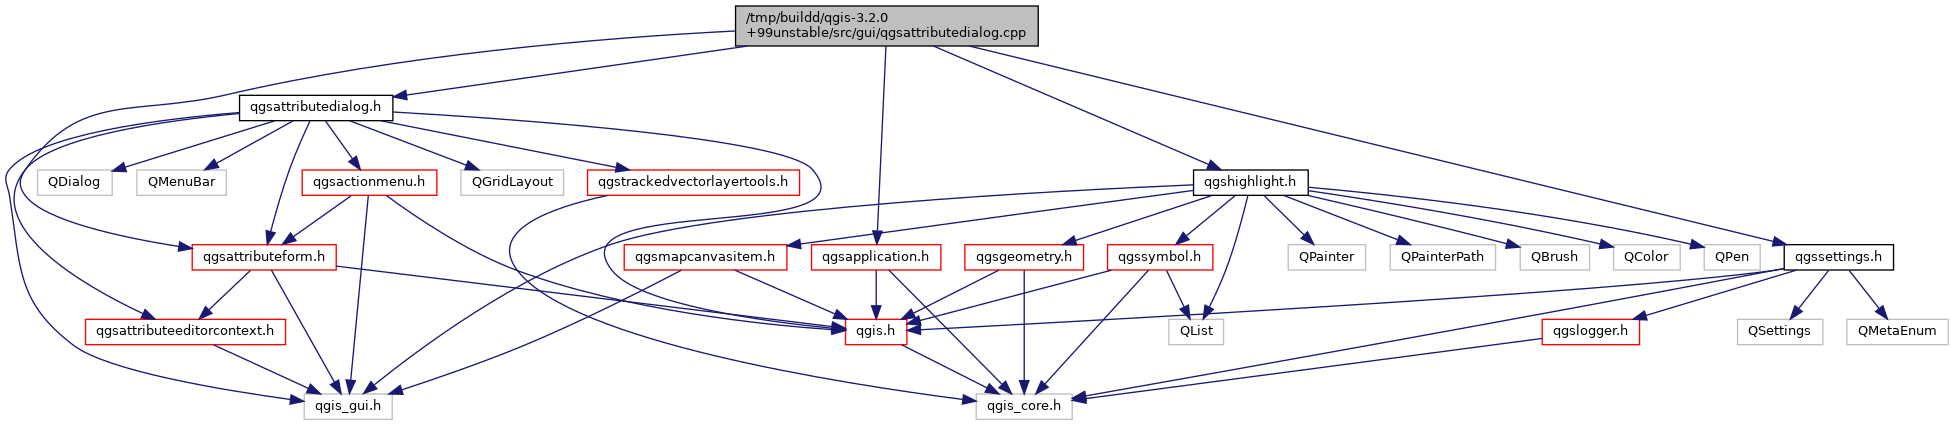 /tmp/buildd/qgis-3.2.0
+99unstable/src/gui/qgsattributedialog.cpp
qgsattributedialog.h
QDialog
QMenuBar
qgsactionmenu.h
QGridLayout
qgstrackedvectorlayertools.h
qgshighlight.h
qgsattributeform.h
qgsmapcanvasitem.h
qgsapplication.h
qgsgeometry.h
qgssymbol.h
QPainter
QPainterPath
QBrush
QColor
QPen
qgssettings.h
qgsattributeeditorcontext.h
qgis.h
QList
qgslogger.h
QSettings
QMetaEnum
qgis_gui.h
qgis_core.h